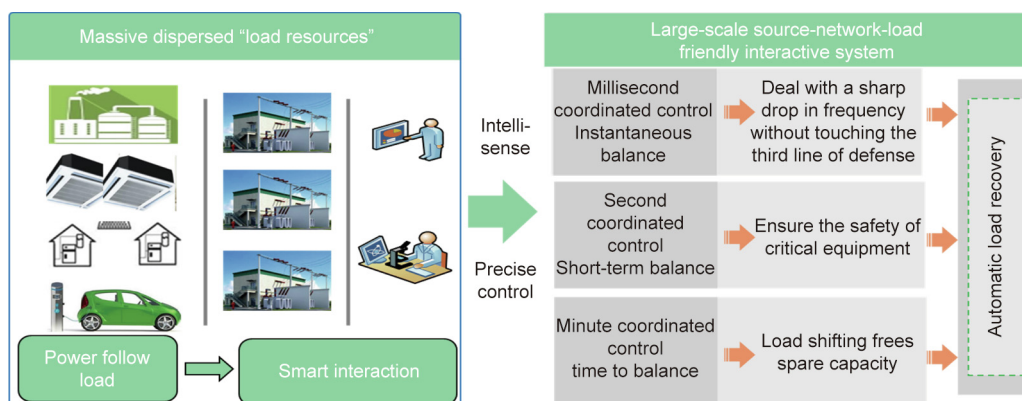 Massive dispersed “load resources”
Power follow
load
Smart interaction
Intelli-
sense
Precise
control
Large-scale source-network-load
friendly interactive system
Millisecond
coordinated control
Instantaneous
balance
Deal with a sharp
drop in frequency
without touching the
third line of defense
Second
coordinated
control
Short-term balance
Ensure the safety of
critical equipment
Minute coordinated
control
time to balance
Load shifting frees
spare capacity
Automatic load recovery